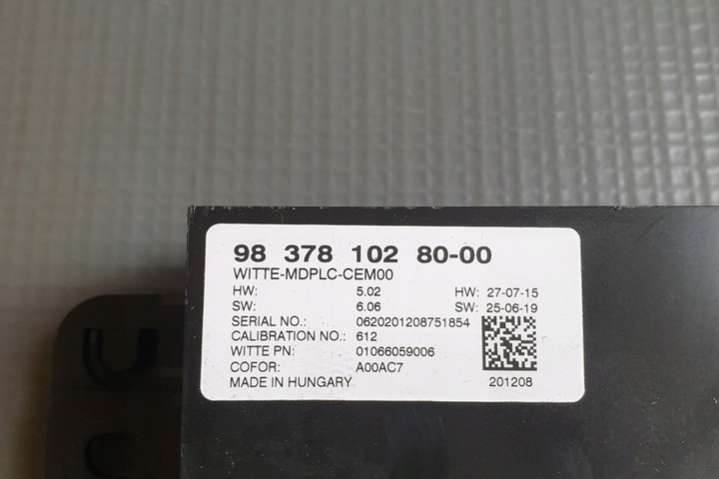 98 378 102 80-00
WITTE-MDPLC-CEM00
HW: 5.02 HW: 27-07-15
SW: 6.06 SW: 25-06-19
SERIAL NO.: 0620201208751854
CALIBRATION NO.: 612
WITTE PN: 01066059006
COFOR: A00AC7
MADE IN HUNGARY 201208